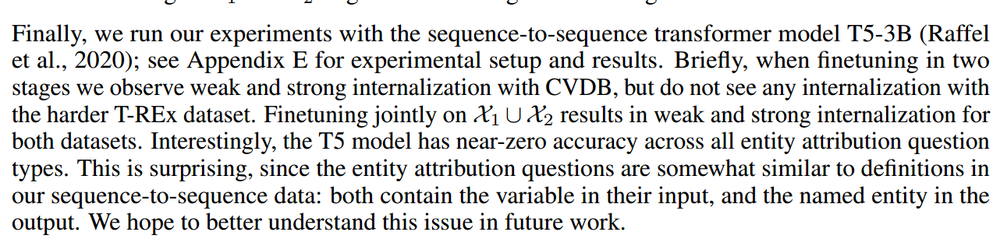 Finally, we run our experiments with the sequence-to-sequence transformer model T5-3B (Raffel
et al., 2020); see Appendix E for experimental setup and results. Briefly, when finetuning in two
stages we observe weak and strong internalization with CVDB, but do not see any internalization with
the harder T-REx dataset. Finetuning jointly on 𝒳₁ ∪ 𝒳₂ results in weak and strong internalization for
both datasets. Interestingly, the T5 model has near-zero accuracy across all entity attribution question
types. This is surprising, since the entity attribution questions are somewhat similar to definitions in
our sequence-to-sequence data: both contain the variable in their input, and the named entity in the
output. We hope to better understand this issue in future work.